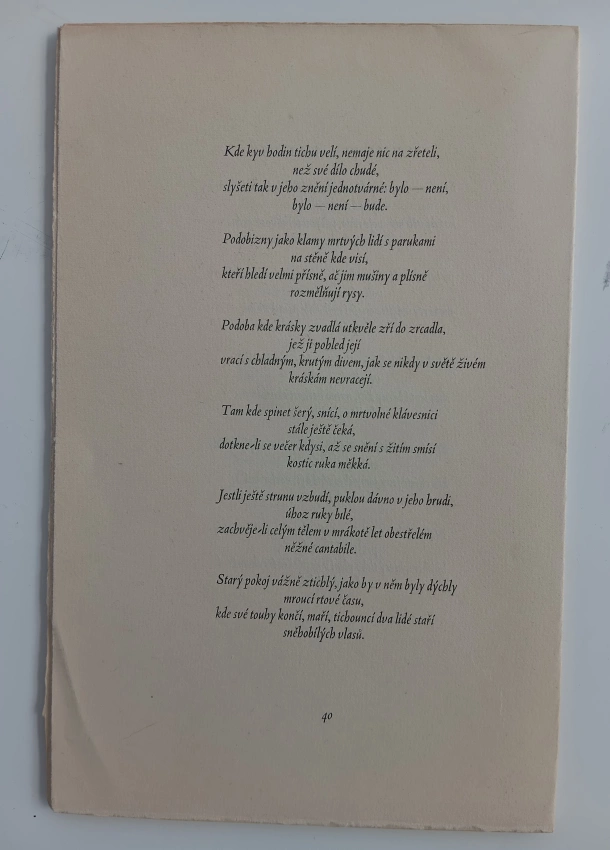 Kde kyv hodin tichu velí, nemaje nic na zřeteli,
než své dílo chudé,
slyšeti tak v jeho znění jednotvárné: bylo — není,
bylo — není — bude.
Podobizny jako klamy mrtvých lidí s parukami
na stěně kde visí,
kteří hledí velmi přísně, ač jim mušiny a plísně
rozmělňují rysy.
Podoba kde krásky zvadlá utkvěle zří do zrcadla,
jež jí pohled její
vrací s chladným, krutým divem, jak se nikdy v světě živém
kráskám nevracejí.
Tam kde spinet šerý, snící, o mrtvolné klávesnici
stále ještě čeká,
dotkne-li se večer kdysi, až se snění s žitím smísí
kostic ruka měkká.
Jestli ještě strunu vzbudí, puklou dávno v jeho hrudi,
úhoz ruky bílé,
zachvěje-li celým tělem v mrákotě let obestřelém
něžné cantabile.
Starý pokoj vážně ztichlý, jako by v něm byly dýchly
mroucí rtové času,
kde své touhy končí, maří, tichouncí dva lidé staří
sněhobílých vlasů.
40